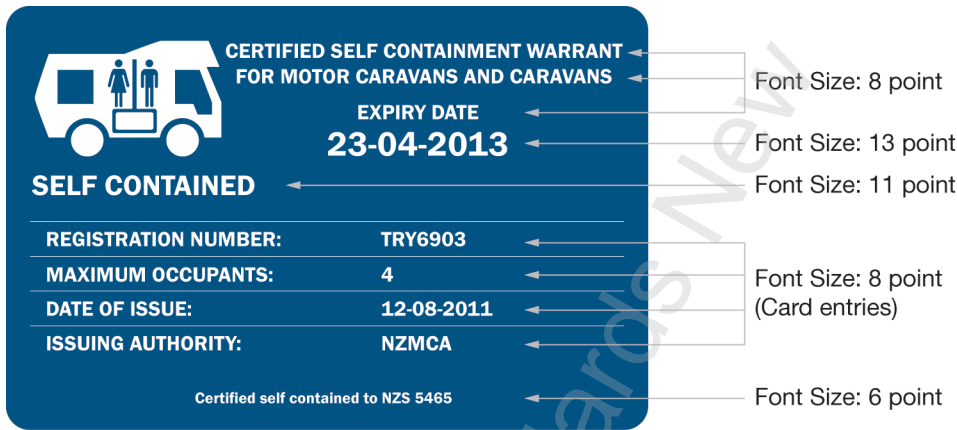 CERTIFIED SELF CONTAINMENT WARRANT
FOR MOTOR CARAVANS AND CARAVANS
EXPIRY DATE
23-04-2013
SELF CONTAINED
REGISTRATION NUMBER: TRY6903
MAXIMUM OCCUPANTS: 4
DATE OF ISSUE: 12-08-2011
ISSUING AUTHORITY: NZMCA
Certified self contained to NZS 5465
Font Size: 8 point
Font Size: 13 point
Font Size: 11 point
Font Size: 8 point
(Card entries)
Font Size: 6 point
New